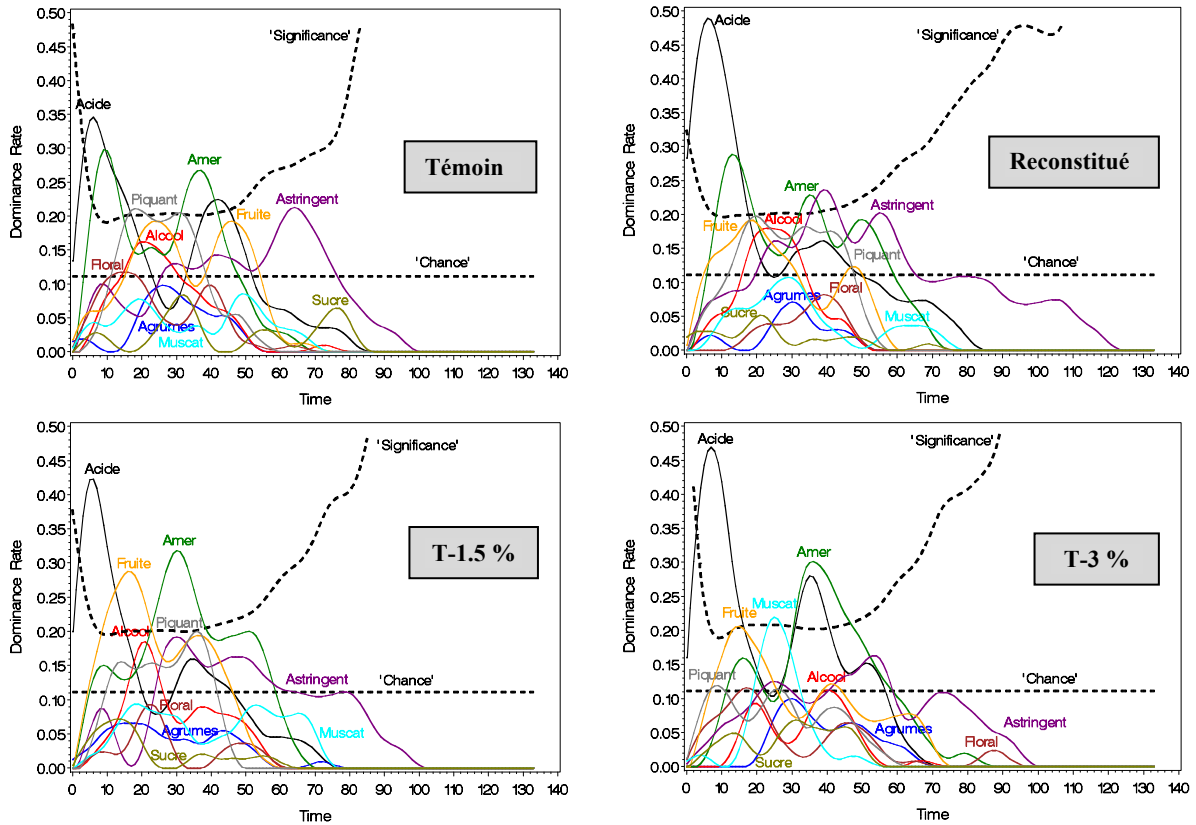 0.50
0.45
0.40
0.35
0.30
0.25
0.20
0.15
0.10
0.05
0.00
Dominance Rate
'Significance'
Acide
Témoin
Amer
Piquant
Astringent
Fruite
Alcool
Floral
'Chance'
Sucre
Agrumes
Muscat
0 10 20 30 40 50 60 70 80 90 100 110 120 130 140
Time
0.50
0.45
0.40
0.35
0.30
0.25
0.20
0.15
0.10
0.05
0.00
Dominance Rate
Acide
'Significance'
Reconstitué
Amer
Astringent
Fruite
Alcool
Piquant
'Chance'
Floral
Agrumes
Sucre
Muscat
0 10 20 30 40 50 60 70 80 90 100 110 120 130 140
Time
0.50
0.45
0.40
0.35
0.30
0.25
0.20
0.15
0.10
0.05
0.00
Dominance Rate
'Significance'
Acide
T-1.5 %
Amer
Fruite
Piquant
Alcool
Astringent
'Chance'
Floral
Agrumes
Muscat
Sucre
0 10 20 30 40 50 60 70 80 90 100 110 120 130 140
Time
0.50
0.45
0.40
0.35
0.30
0.25
0.20
0.15
0.10
0.05
0.00
Dominance Rate
Acide
'Significance'
T-3 %
Amer
Muscat
Fruite
Piquant
Alcool
'Chance'
Astringent
Agrumes
Floral
Sucre
0 10 20 30 40 50 60 70 80 90 100 110 120 130 140
Time